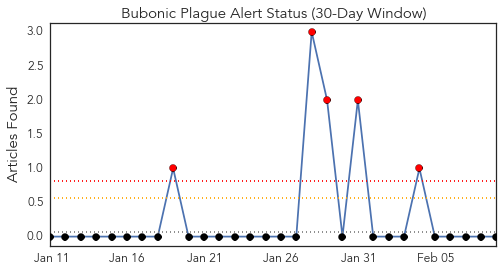 Bubonic Plague Alert Status (30-Day Window)
Articles Found
3.0
2.5
2.0
1.5
1.0
0.5
0.0
Jan 11 Jan 16 Jan 21 Jan 26 Jan 31 Feb 05